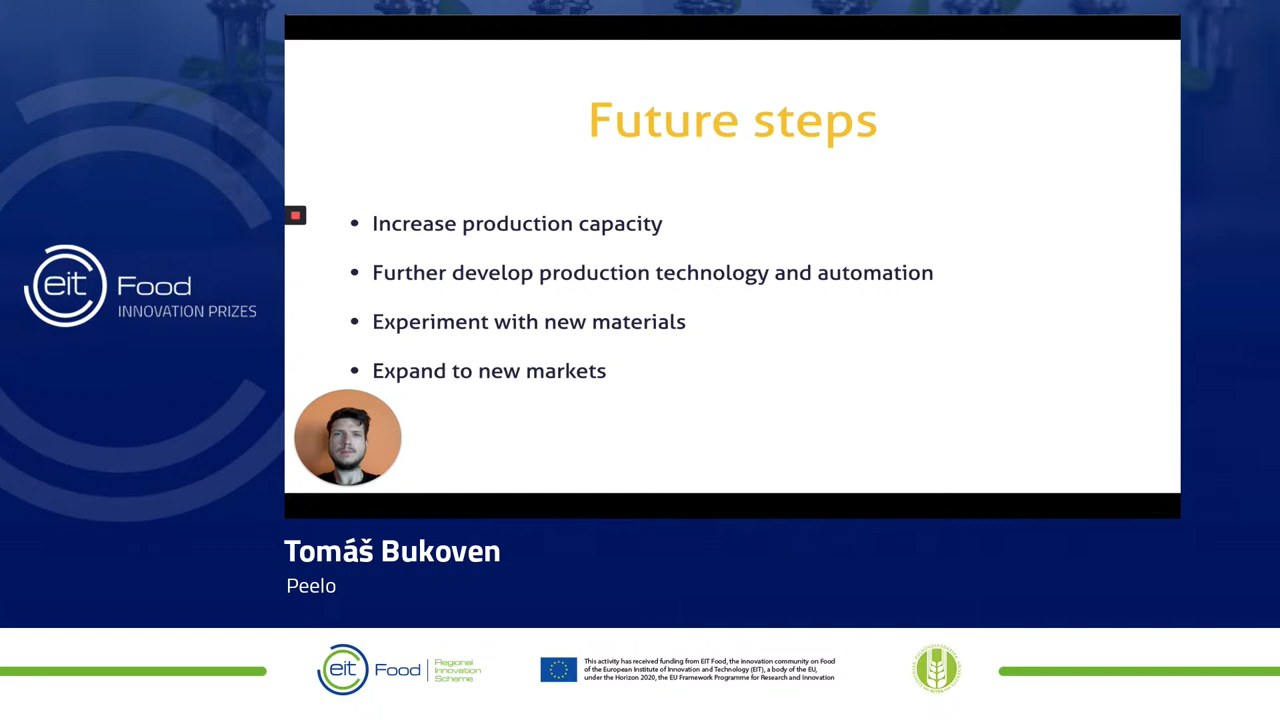 Future steps
• Increase production capacity
• Further develop production technology and automation
• Experiment with new materials
• Expand to new markets
eit Food
INNOVATION PRIZES
Tomáš Bukoven
Peelo
eit Food
Regional
Innovation
Scheme
This activity has received funding from EIT Food, the innovation community on Food
of the European Institute of Innovation and Technology (EIT), a body of the EU,
under the Horizon 2020, the EU Framework Programme for Research and Innovation